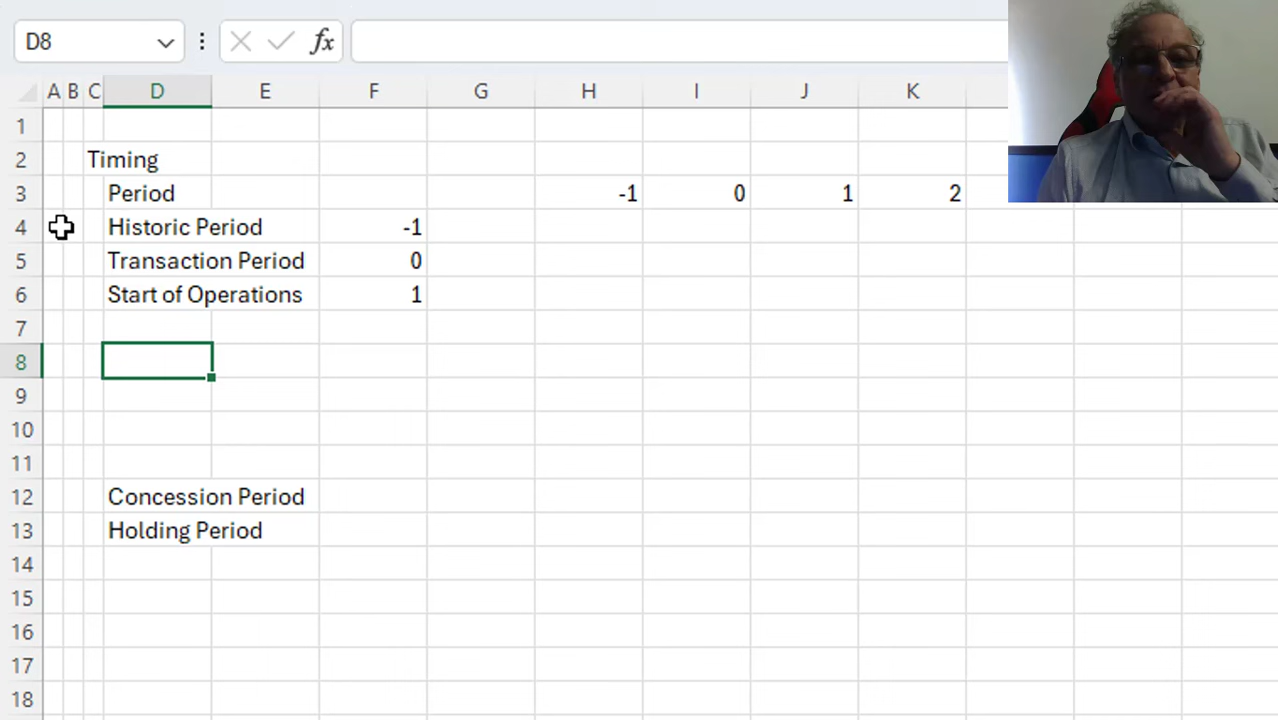 D8 fx
A B C D E F G H I J K
1
2 Timing
3 Period -1 0 1 2
4 Historic Period -1
5 Transaction Period 0
6 Start of Operations 1
7
8
9
10
11
12 Concession Period
13 Holding Period
14
15
16
17
18